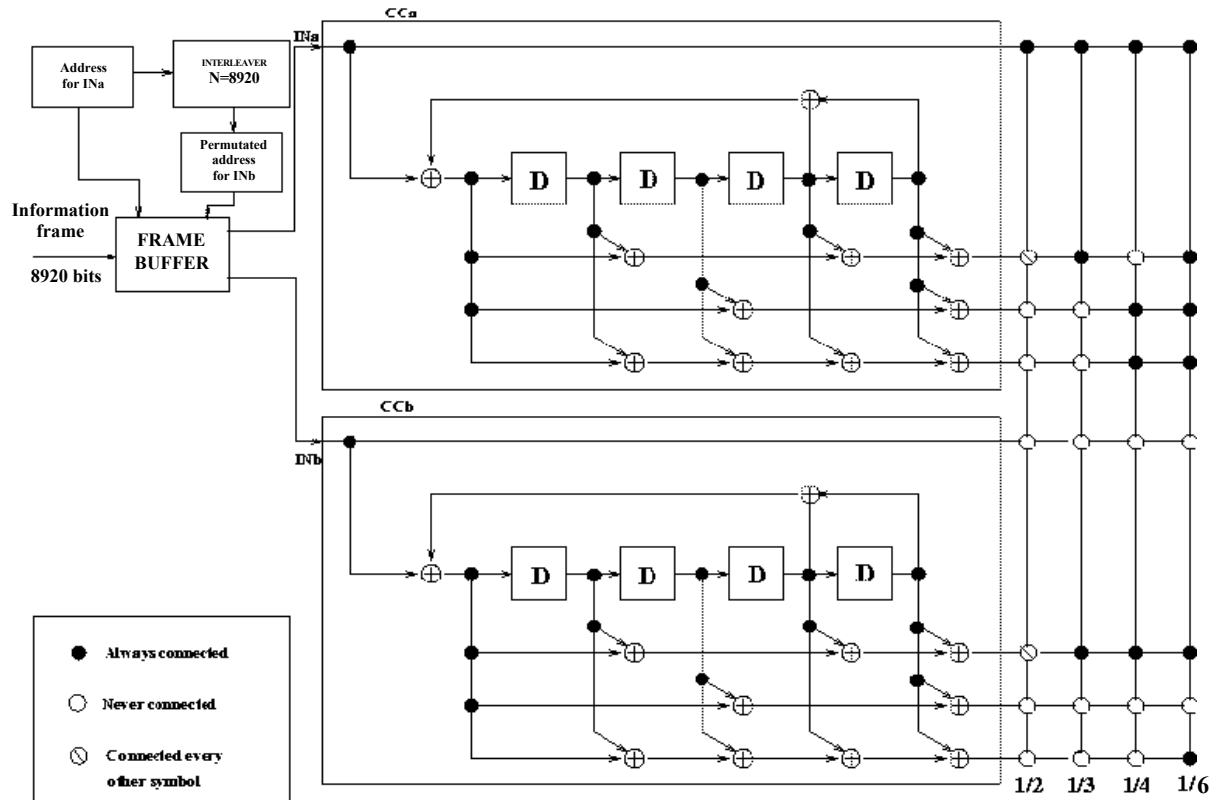 CCa
INa
Address
for INa
INTERLEAVER
N=8920
Permutated
address
for INb
Information
frame
8920 bits
FRAME
BUFFER
D
D
D
D
CCb
INb
D
D
D
D
Always connected
Never connected
Connected every
other symbol
1/2
1/3
1/4
1/6